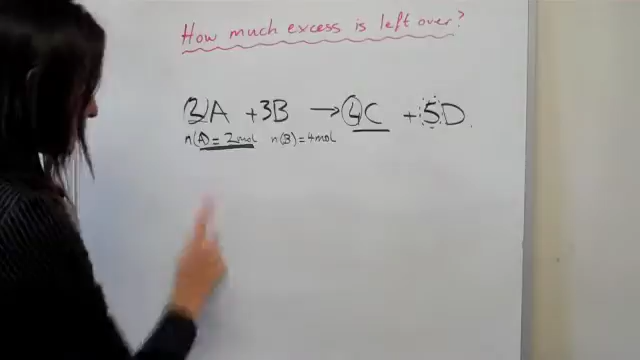 How much excess is left over?
2A + 3B → 4C + 5D
n(A) = 2mol n(B) = 4mol